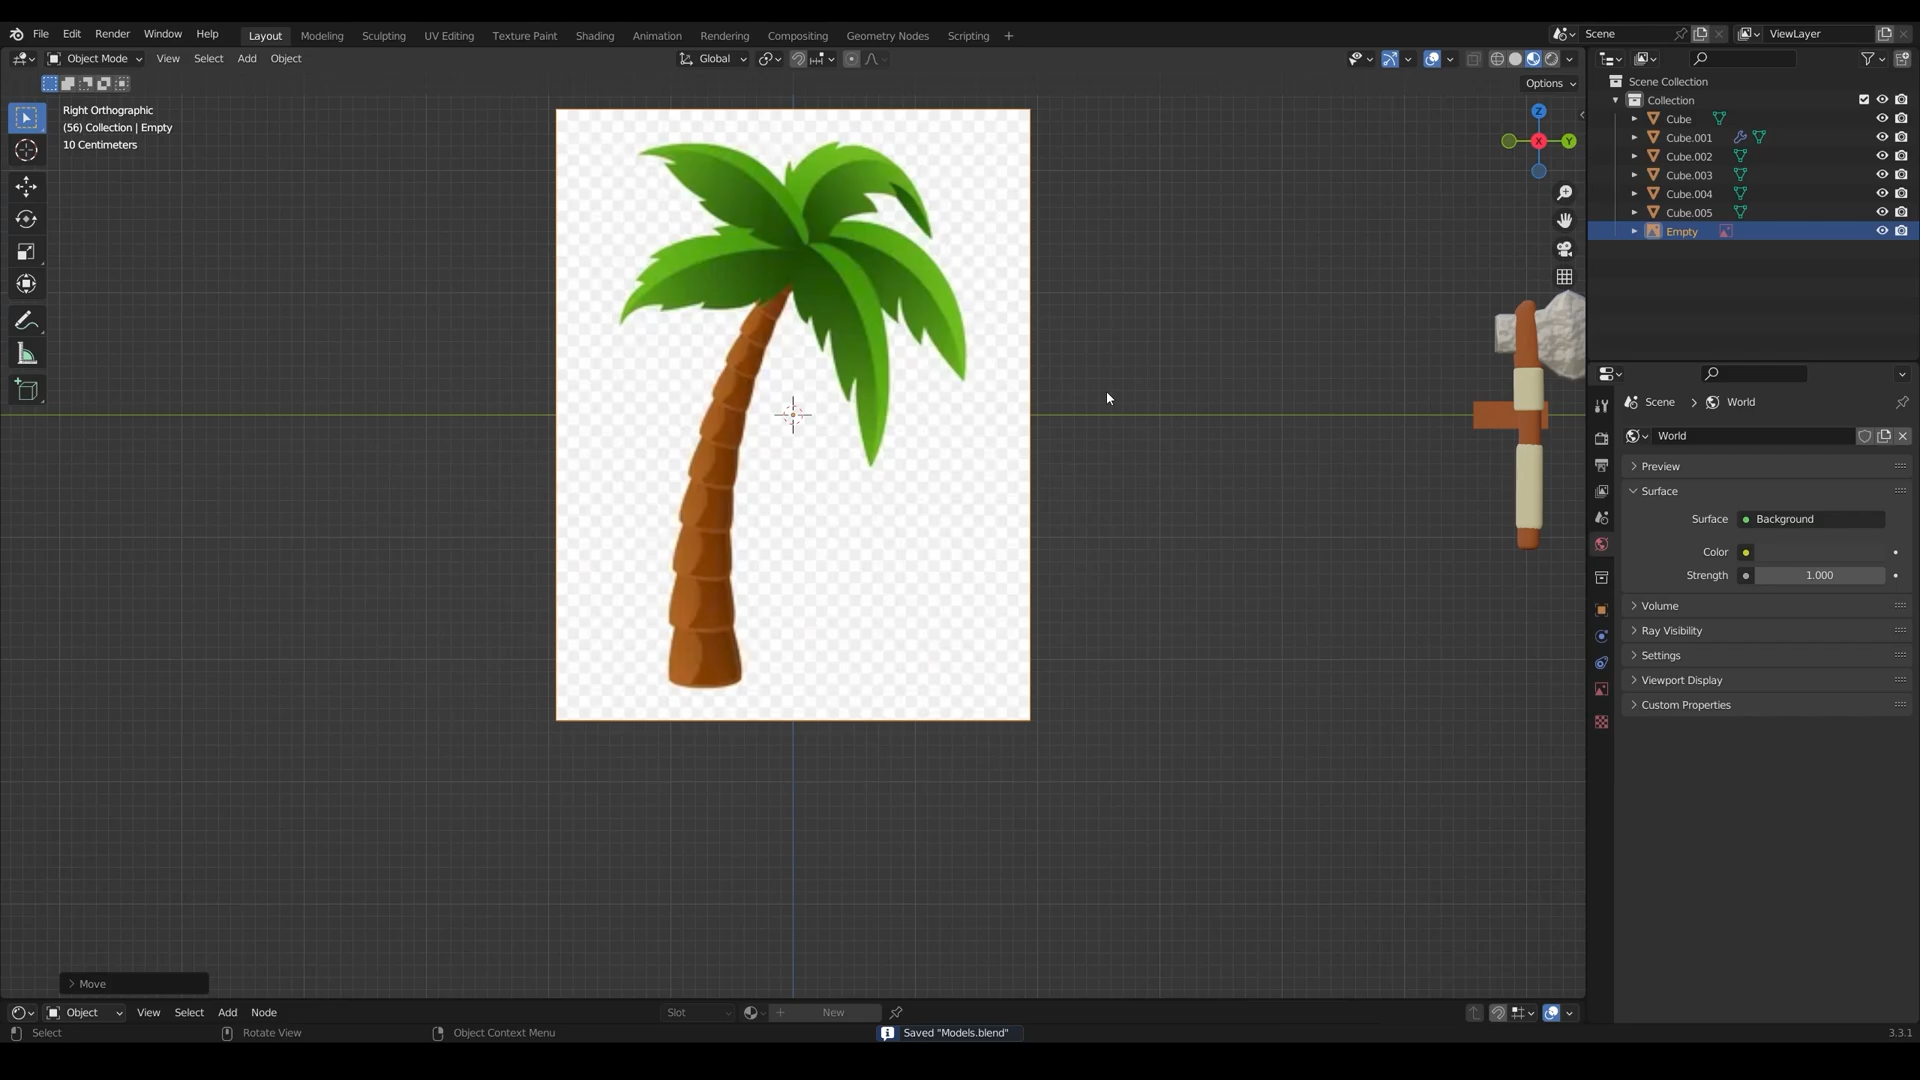 File Edit Render Window Help Layout Modeling Sculpting UV Editing Texture Paint Shading Animation Rendering Compositing Geometry Nodes Scripting + Scene ViewLayer
Object Mode View Select Add Object Global
Options
Right Orthographic
(56) Collection | Empty
10 Centimeters
Z
X
Y
Scene Collection
Collection
Cube
Cube.001
Cube.002
Cube.003
Cube.004
Cube.005
Empty
Scene > World
World
Preview
Surface
Surface Background
Color
Strength 1.000
Volume
Ray Visibility
Settings
Viewport Display
Custom Properties
Move
Object View Select Add Node Slot + New
Select Rotate View Object Context Menu Saved "Models.blend" 3.3.1